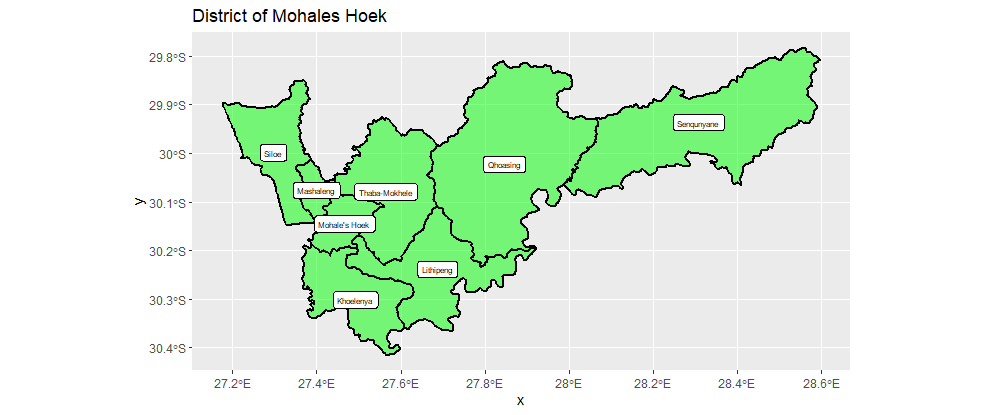 District of Mohales Hoek
29.8°S
29.9°S
30°S
30.1°S
30.2°S
30.3°S
30.4°S
y
Siloe
Mashaleng
Thaba-Mokhele
Mohale's Hoek
Qhoasing
Senqunyane
Lithipeng
Khoelenya
27.2°E
27.4°E
27.6°E
27.8°E
28°E
28.2°E
28.4°E
28.6°E
x